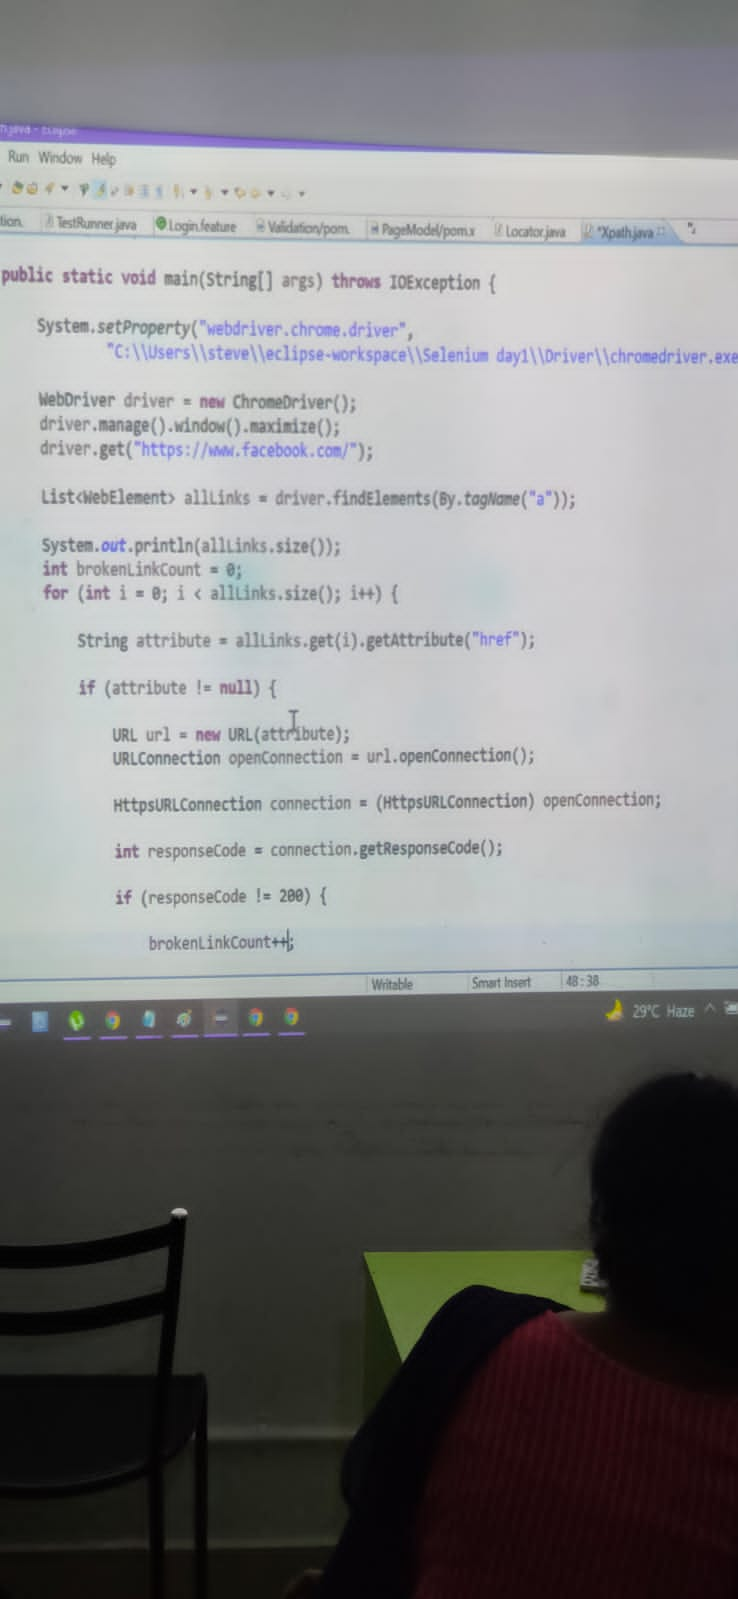 Run Window Help
tion. TestRunner.java Login.feature Validation/pom. PageModel/pom.x Locator.java *Xpath.java
public static void main(String[] args) throws IOException {
System.setProperty("webdriver.chrome.driver",
"C:\\Users\\steve\\eclipse-workspace\\Selenium day1\\Driver\\chromedriver.exe
WebDriver driver = new ChromeDriver();
driver.manage().window().maximize();
driver.get("https://www.facebook.com/");
List<WebElement> allLinks = driver.findElements(By.tagName("a"));
System.out.println(allLinks.size());
int brokenLinkCount = 0;
for (int i = 0; i < allLinks.size(); i++) {
String attribute = allLinks.get(i).getAttribute("href");
if (attribute != null) {
URL url = new URL(attribute);
URLConnection openConnection = url.openConnection();
HttpsURLConnection connection = (HttpsURLConnection) openConnection;
int responseCode = connection.getResponseCode();
if (responseCode != 200) {
brokenLinkCount++;
Writable Smart Insert 48:38
29°C Haze